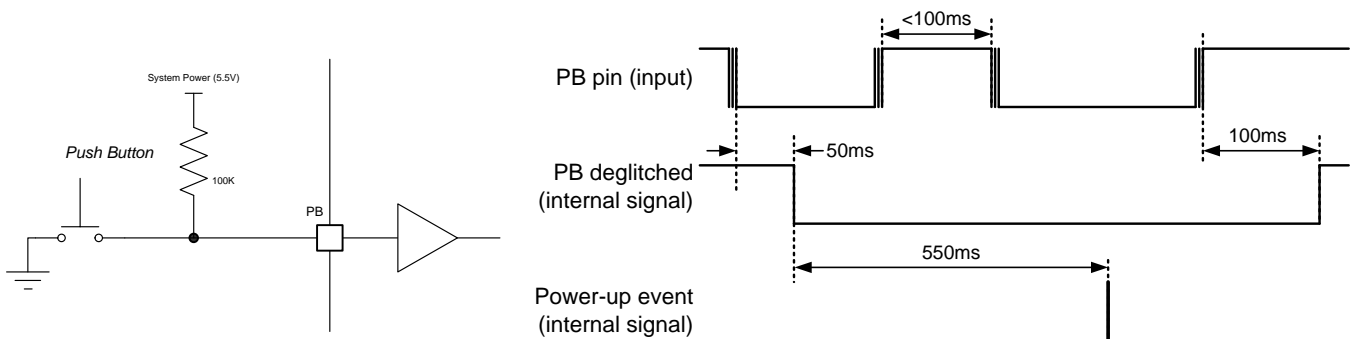 System Power (5.5V)
Push Button
100K
PB
<100ms
PB pin (input)
50ms
100ms
PB deglitched
(internal signal)
550ms
Power-up event
(internal signal)